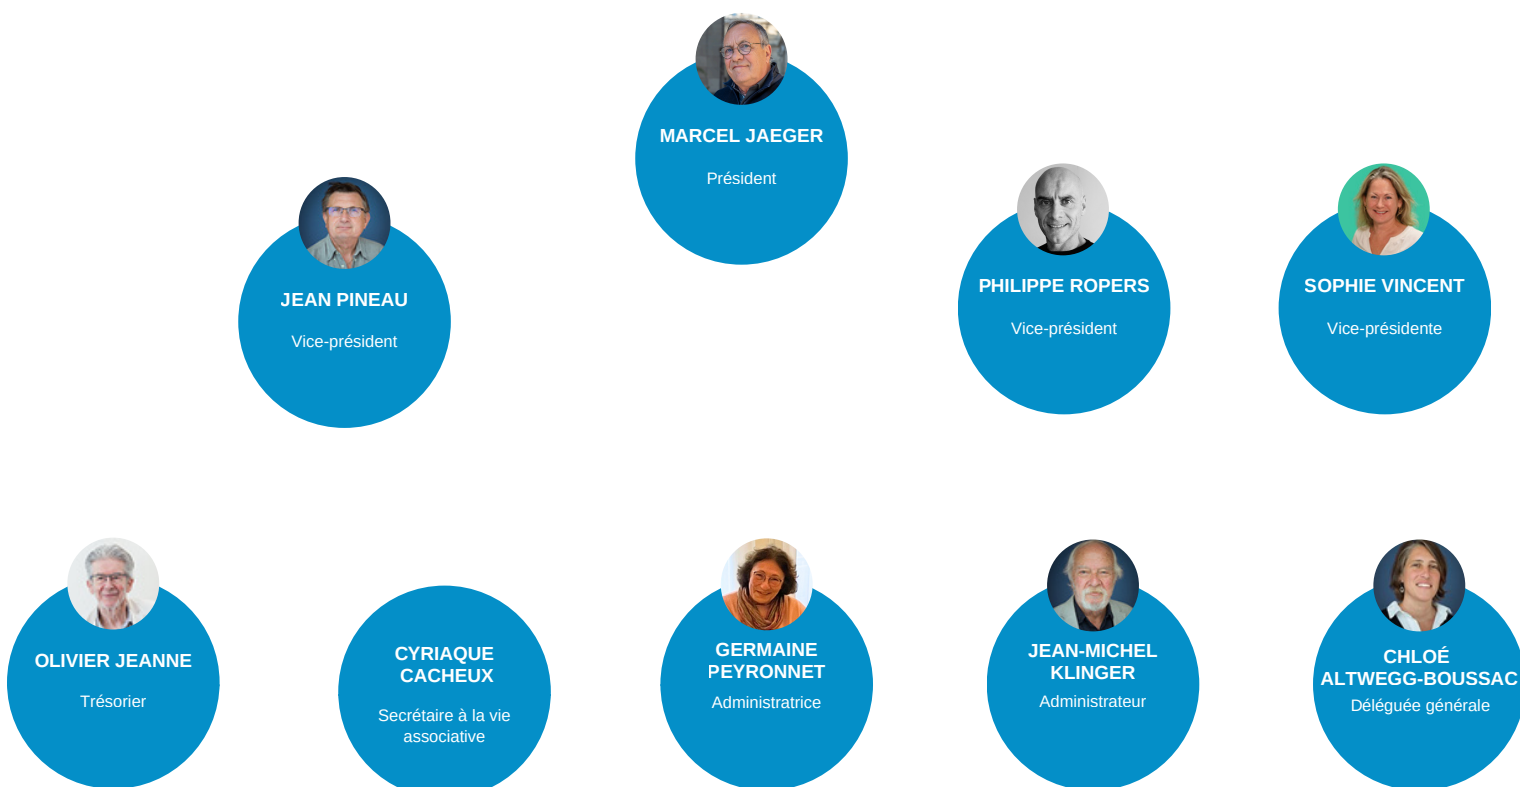 MARCEL JAEGER
Président
JEAN PINEAU
Vice-président
PHILIPPE ROPERS
Vice-président
SOPHIE VINCENT
Vice-présidente
OLIVIER JEANNE
Trésorier
CYRIAQUE
CACHEUX
Secrétaire à la vie
associative
GERMAINE
PEYRONNET
Administratrice
JEAN-MICHEL
KLINGER
Administrateur
CHLOÉ
ALTWEGG-BOUSSAC
Déléguée générale